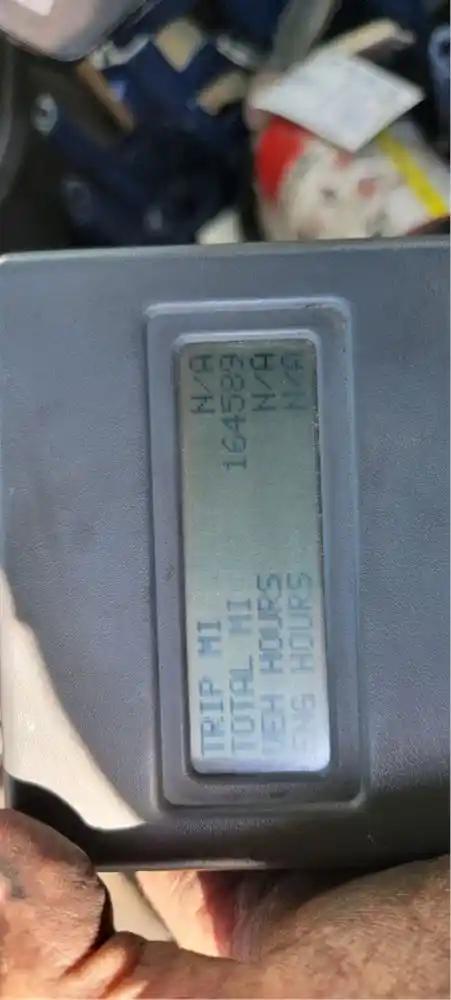 TRIP MI N/A
TOTAL MI 164589
VEH HOURS N/A
ENG HOURS N/A